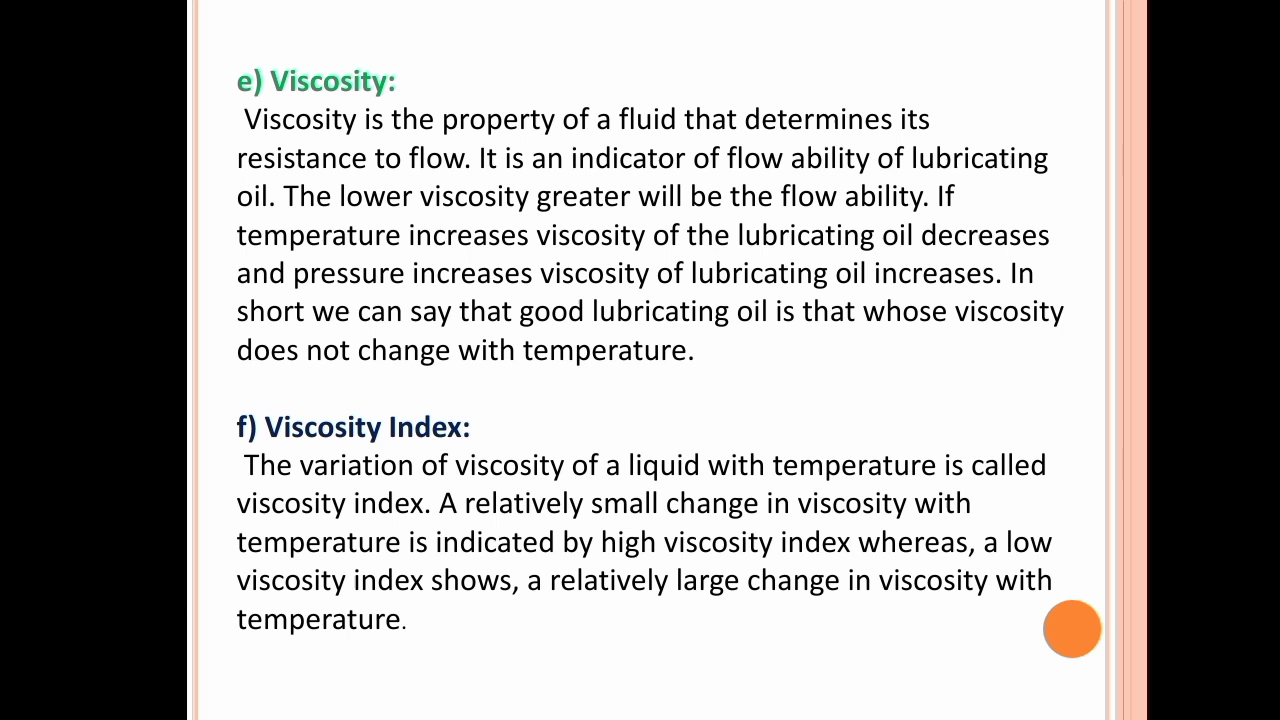 e) Viscosity:
Viscosity is the property of a fluid that determines its
resistance to flow. It is an indicator of flow ability of lubricating
oil. The lower viscosity greater will be the flow ability. If
temperature increases viscosity of the lubricating oil decreases
and pressure increases viscosity of lubricating oil increases. In
short we can say that good lubricating oil is that whose viscosity
does not change with temperature.
f) Viscosity Index:
The variation of viscosity of a liquid with temperature is called
viscosity index. A relatively small change in viscosity with
temperature is indicated by high viscosity index whereas, a low
viscosity index shows, a relatively large change in viscosity with
temperature.